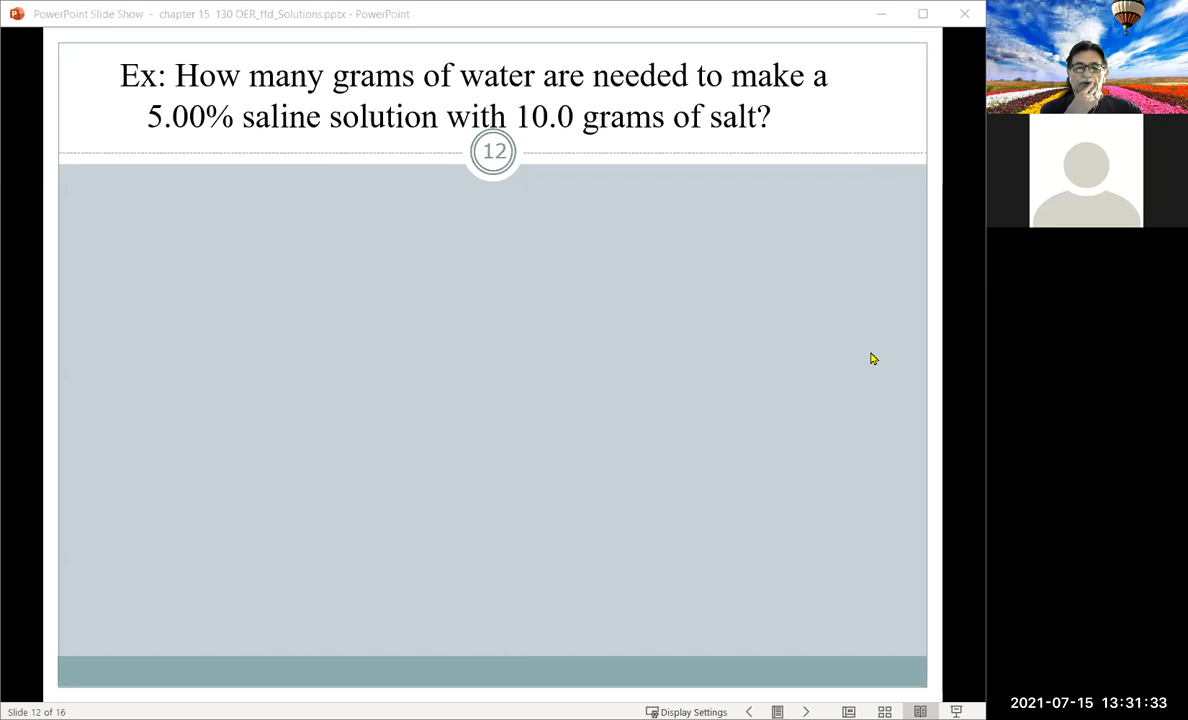 PowerPoint Slide Show - chapter 15 130 OER_ffd_Solutions.pptx - PowerPoint
Ex: How many grams of water are needed to make a
5.00% saline solution with 10.0 grams of salt?
12
Slide 12 of 16
Display Settings
2021-07-15 13:31:33